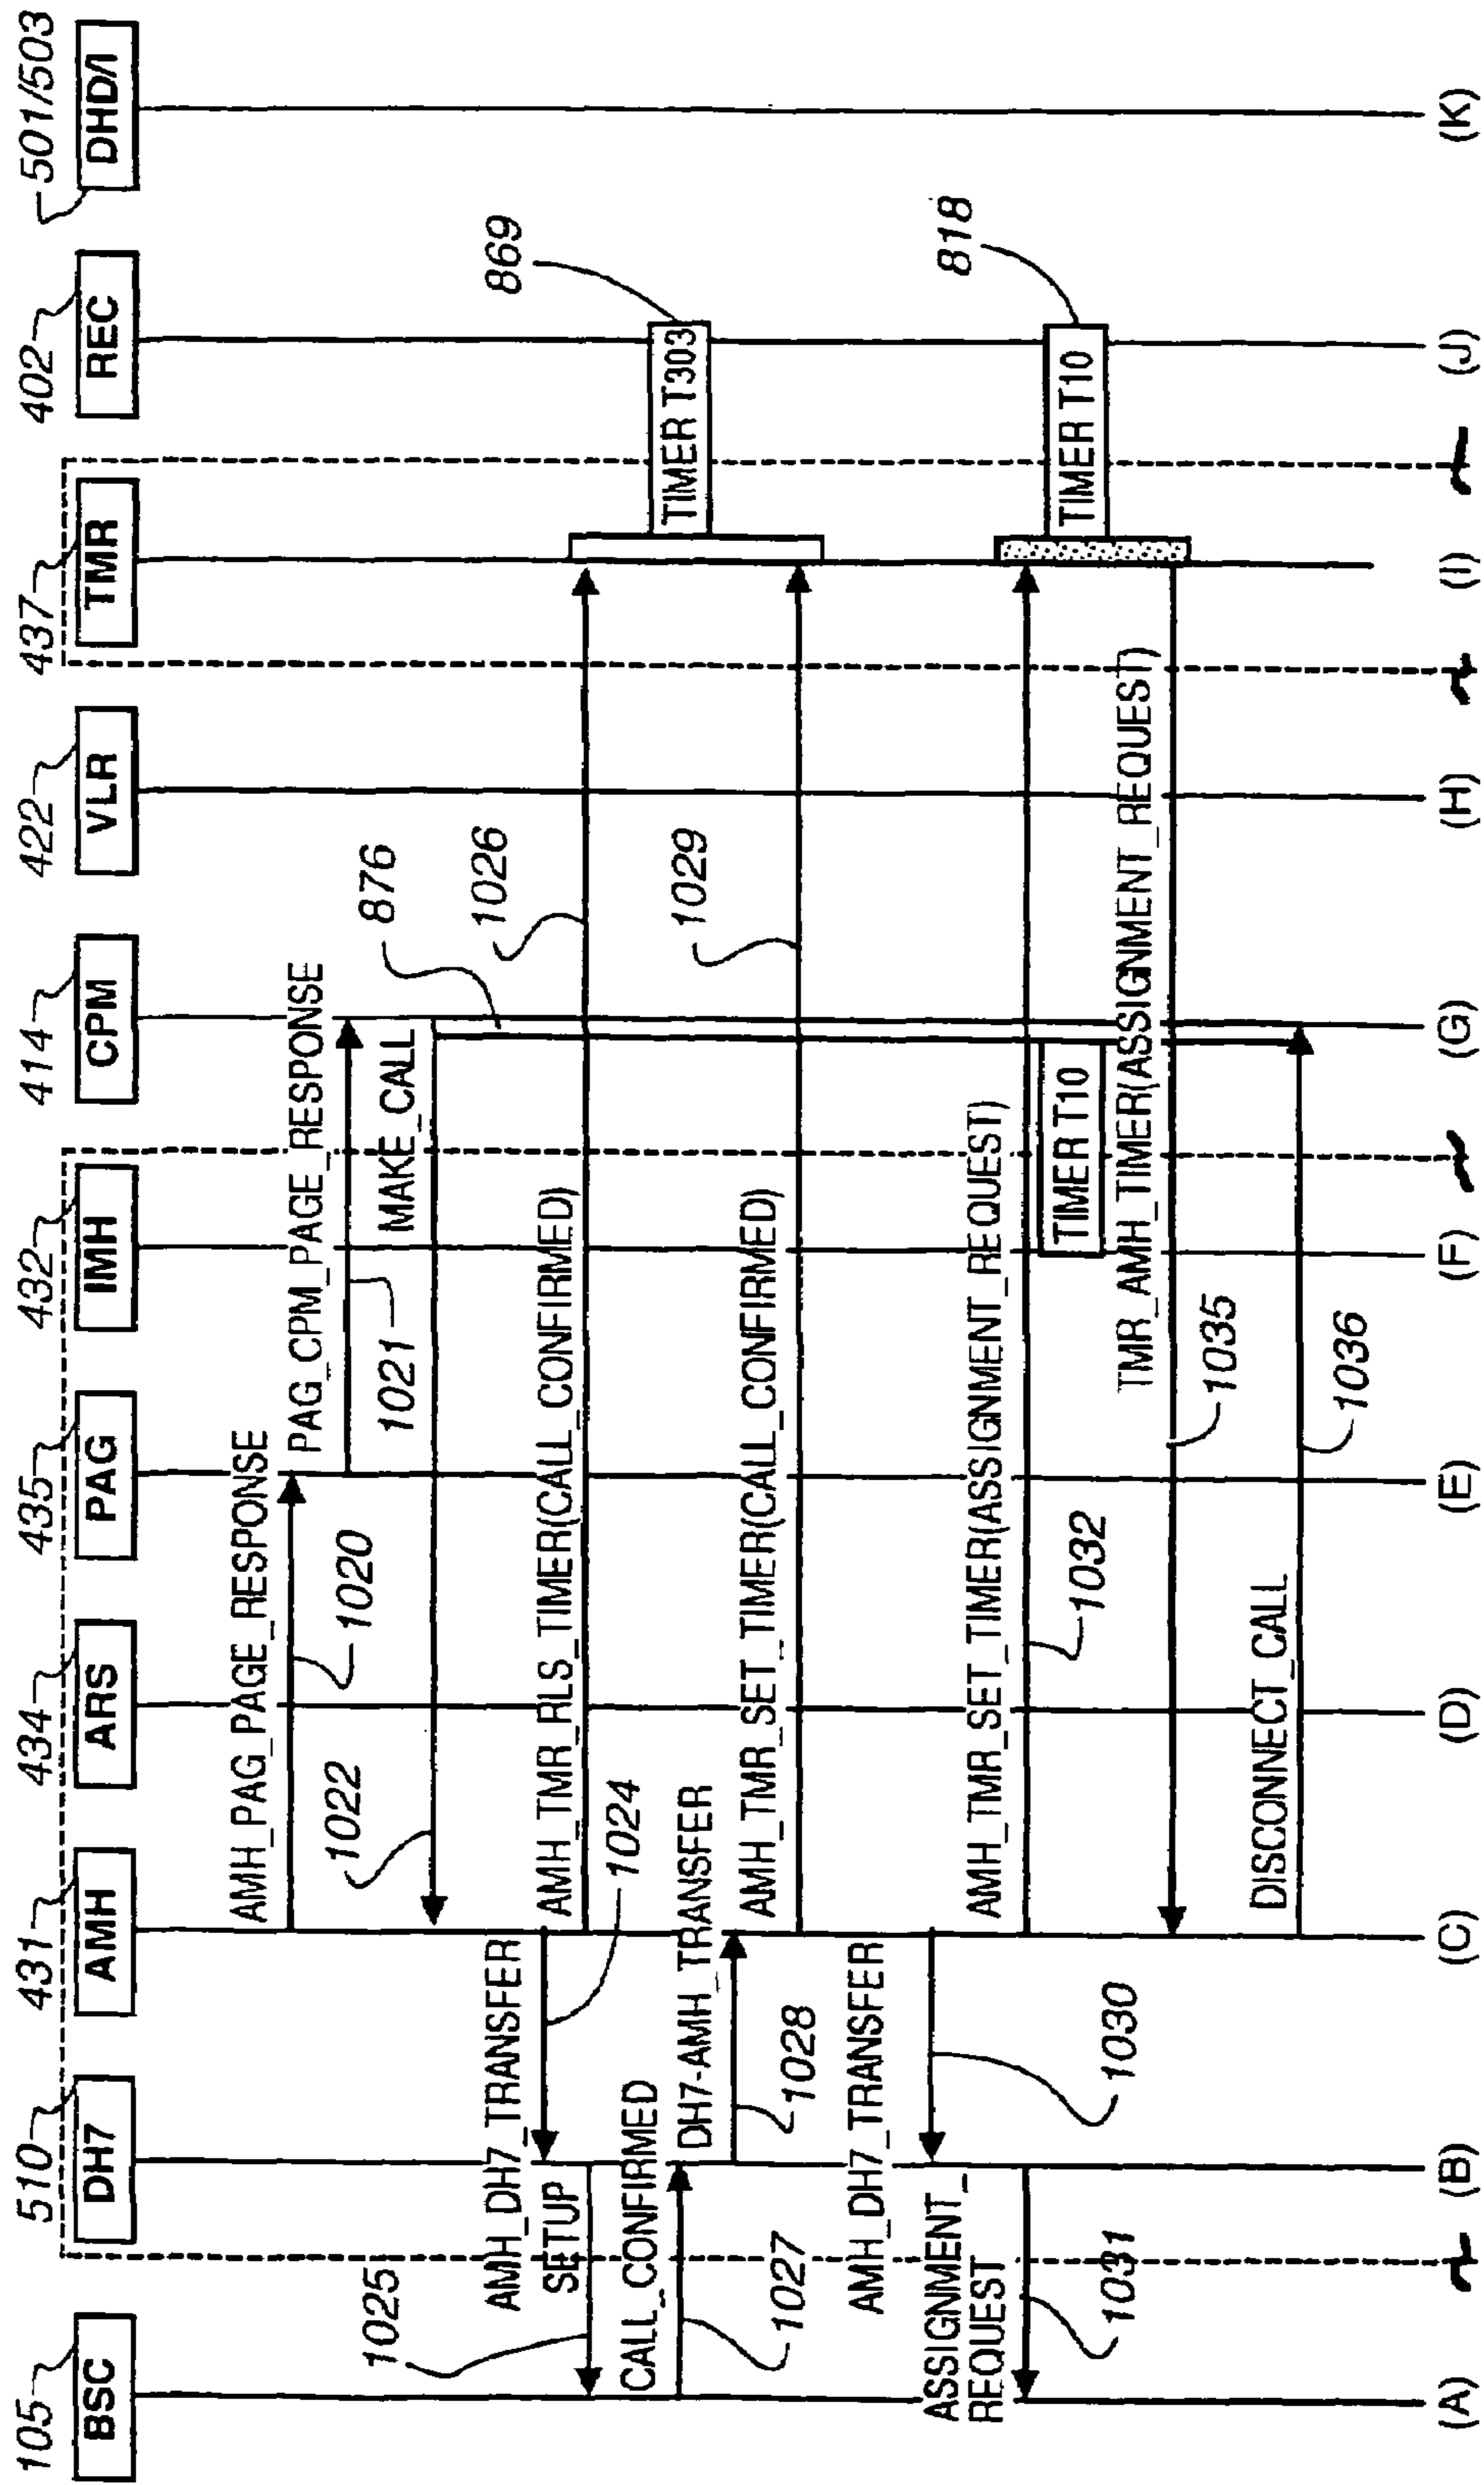 105
BSC
510
DH7
431
AMH
434
ARS
435
PAG
432
IMH
414
CPM
422
VLR
437
TMR
402
REC
501/503
DHD/I
AMH_PAG_PAGE_RESPONSE
1020
PAG_CPM_PAGE_RESPONSE
1021
MAKE_CALL
1022
876
AMH_DH7_TRANSFER
1024
SETUP
1025
AMH_TMR_RLS_TIMER(CALL_CONFIRMED)
1026
TIMER T303
869
CALL_CONFIRMED
1027
DH7-AMH_TRANSFER
1028
AMH_TMR_SET_TIMER(CALL_CONFIRMED)
1029
AMH_DH7_TRANSFER
1030
ASSIGNMENT_
REQUEST
1031
AMH_TMR_SET_TIMER(ASSIGNMENT_REQUEST)
1032
TIMER T10
TIMER T10
818
TMR_AMH_TIMER(ASSIGNMENT_REQUEST)
1035
DISCONNECT_CALL
1036
(A)
(B)
(C)
(D)
(E)
(F)
(G)
(H)
(I)
(J)
(K)